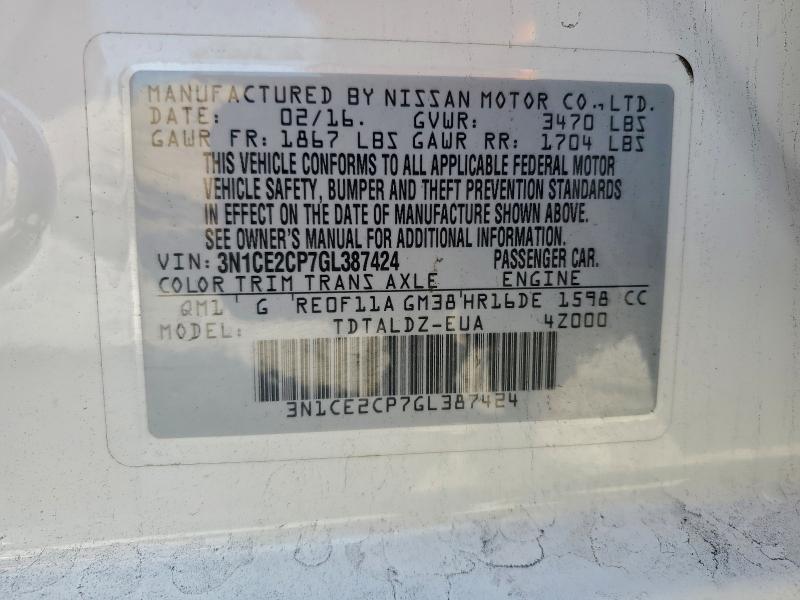 MANUFACTURED BY NISSAN MOTOR CO., LTD.
DATE: 02/16. GVWR: 3470 LBS
GAWR FR: 1867 LBS GAWR RR: 1704 LBS
THIS VEHICLE CONFORMS TO ALL APPLICABLE FEDERAL MOTOR
VEHICLE SAFETY, BUMPER AND THEFT PREVENTION STANDARDS
IN EFFECT ON THE DATE OF MANUFACTURE SHOWN ABOVE.
SEE OWNER'S MANUAL FOR ADDITIONAL INFORMATION.
VIN: 3N1CE2CP7GL387424 PASSENGER CAR.
COLOR TRIM TRANS AXLE ENGINE
QM1 G RE0F11A GM38 HR16DE 1598 CC
MODEL: TDTALDZ-EUA 4Z000
3N1CE2CP7GL387424